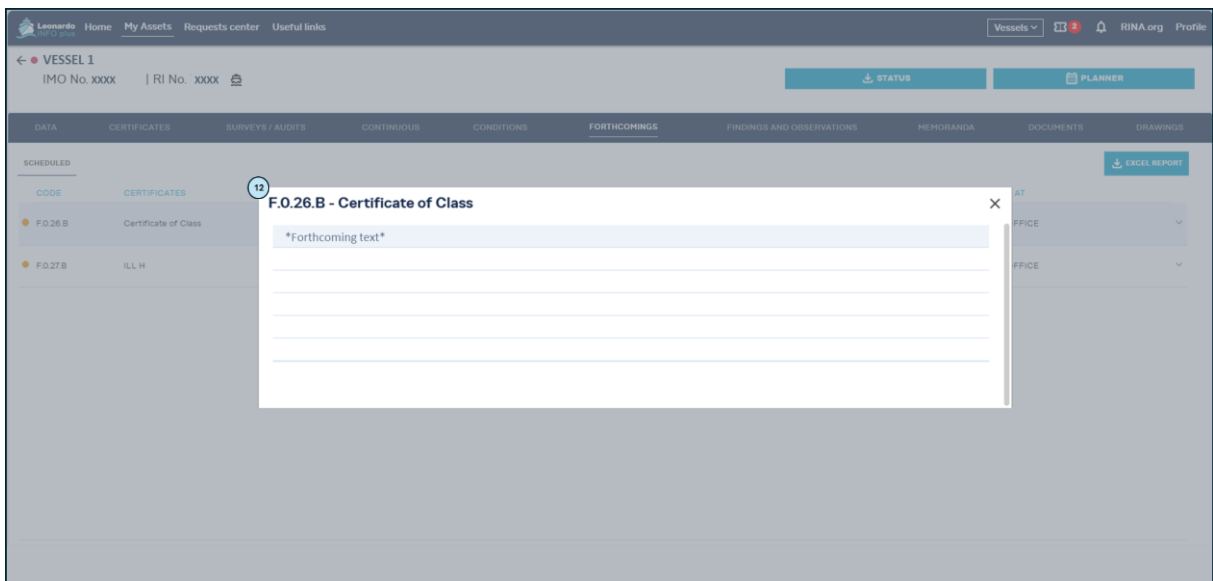 Leonardo
INFO plus
Home My Assets Requests center Useful links
Vessels 2 RINA.org Profile
VESSEL 1
IMO No. xxxx | RI No. xxxx
STATUS PLANNER
DATA CERTIFICATES SURVEYS / AUDITS CONTINUOUS CONDITIONS FORTHCOMINGS FINDINGS AND OBSERVATIONS MEMORANDA DOCUMENTS DRAWINGS
SCHEDULED EXCEL REPORT
CODE CERTIFICATES AT
12
F.0.26.B - Certificate of Class
F.0.26.B Certificate of Class FFICE
*Forthcoming text*
F.0.27.B ILL H FFICE